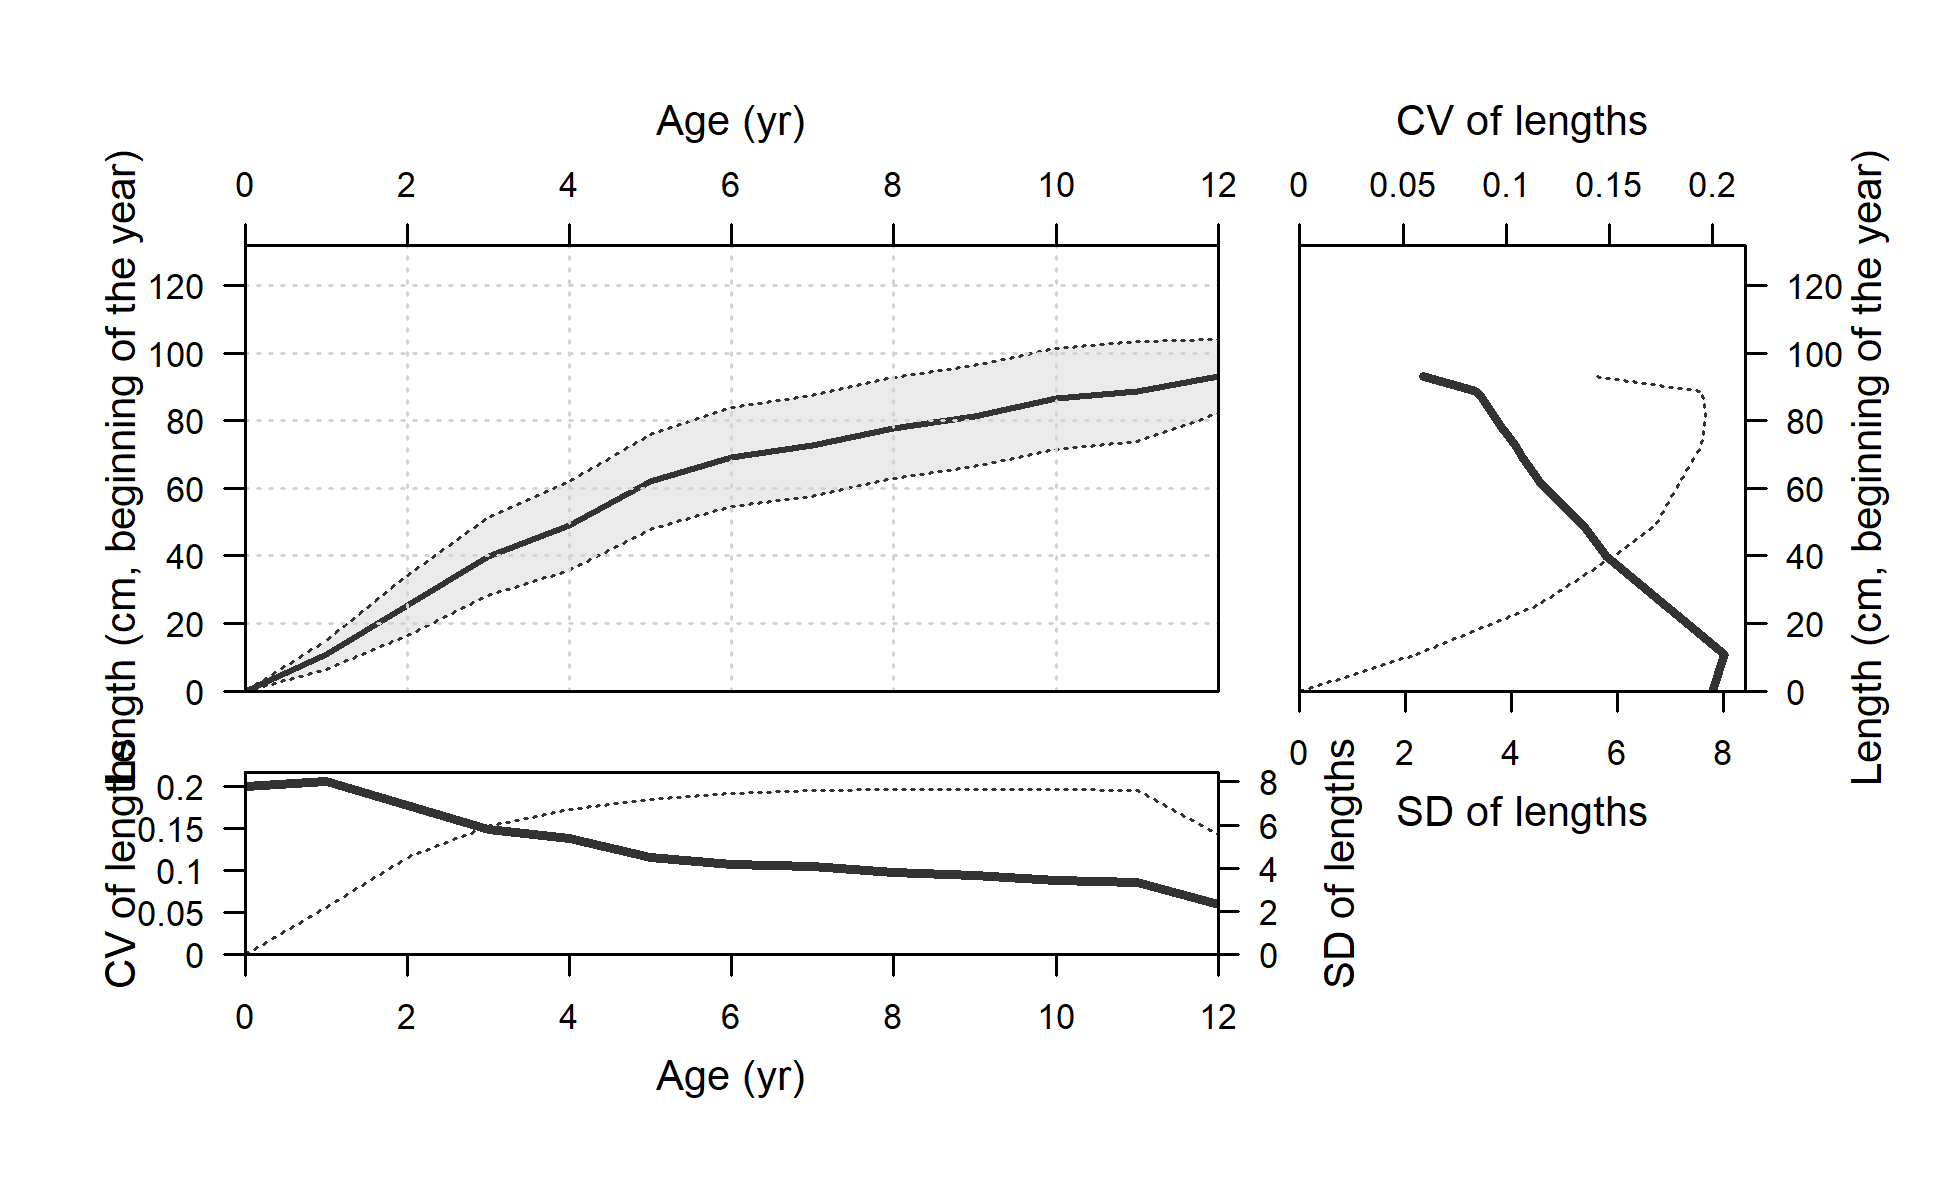 Age (yr)
CV of lengths
0 2 4 6 8 10 12
0 0.05 0.1 0.15 0.2
Length (cm, beginning of the year)
120
100
80
60
40
20
0
120
100
80
60
40
20
0
Length (cm, beginning of the year)
0 2 4 6 8
SD of lengths
CV of lengths
0.2
0.15
0.1
0.05
0
8
6
4
2
0
SD of lengths
0 2 4 6 8 10 12
Age (yr)